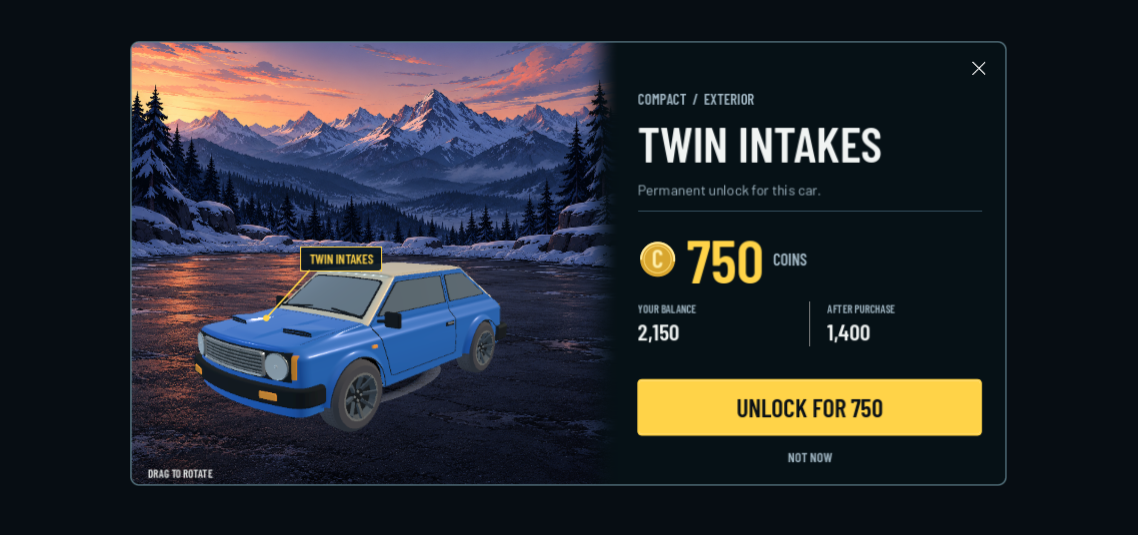 COMPACT / EXTERIOR
TWIN INTAKES
Permanent unlock for this car.
C 750 COINS
YOUR BALANCE
2,150
AFTER PURCHASE
1,400
UNLOCK FOR 750
NOT NOW
TWIN INTAKES
DRAG TO ROTATE